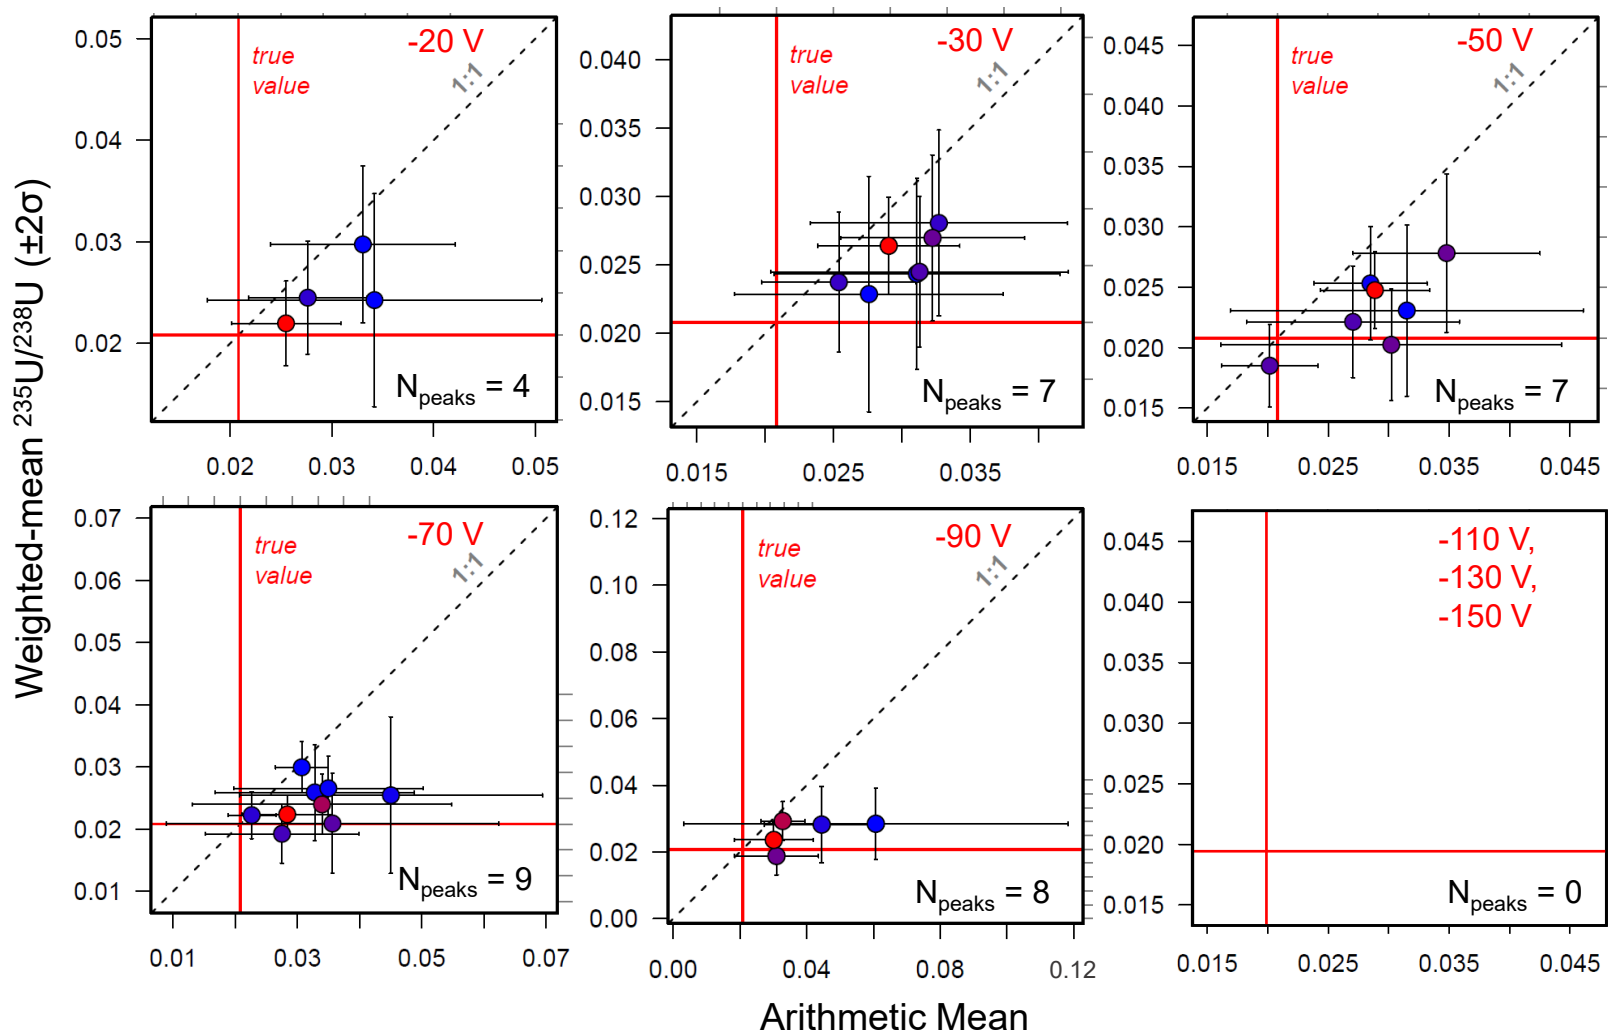 Weighted-mean ²³⁵U/²³⁸U (±2σ)
-20 V
true
value
1:1
0.05
0.04
0.03
0.02
N_peaks = 4
0.02 0.03 0.04 0.05
-30 V
true
value
1:1
0.040
0.035
0.030
0.025
0.020
0.015
N_peaks = 7
0.015 0.025 0.035
-50 V
true
value
1:1
0.045
0.040
0.035
0.030
0.025
0.020
0.015
N_peaks = 7
0.015 0.025 0.035 0.045
-70 V
true
value
1:1
0.07
0.06
0.05
0.04
0.03
0.02
0.01
N_peaks = 9
0.01 0.03 0.05 0.07
-90 V
true
value
1:1
0.12
0.10
0.08
0.06
0.04
0.02
0.00
N_peaks = 8
0.00 0.04 0.08 0.12
-110 V,
-130 V,
-150 V
0.045
0.040
0.035
0.030
0.025
0.020
0.015
N_peaks = 0
0.015 0.025 0.035 0.045
Arithmetic Mean